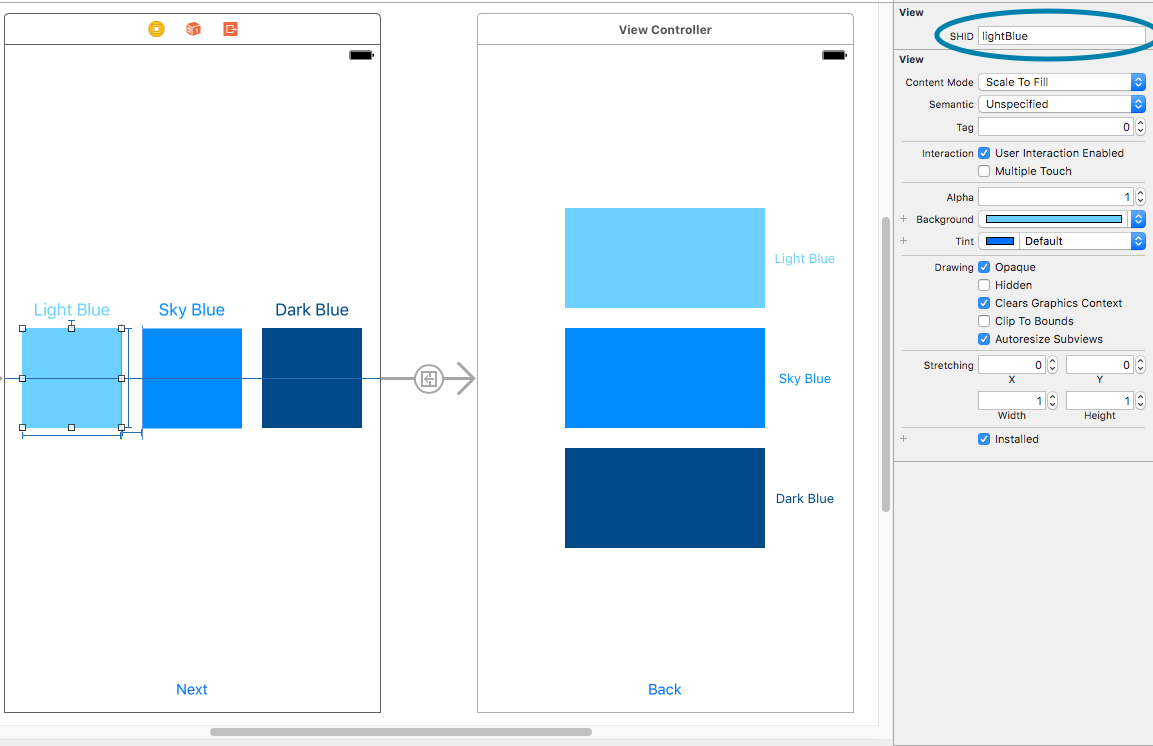 View Controller
Light Blue
Sky Blue
Dark Blue
Next
Light Blue
Sky Blue
Dark Blue
Back
View
SHID lightBlue
View
Content Mode Scale To Fill
Semantic Unspecified
Tag 0
Interaction User Interaction Enabled
Multiple Touch
Alpha 1
+ Background
+ Tint Default
Drawing Opaque
Hidden
Clears Graphics Context
Clip To Bounds
Autoresize Subviews
Stretching 0 0
X Y
1 1
Width Height
+ Installed